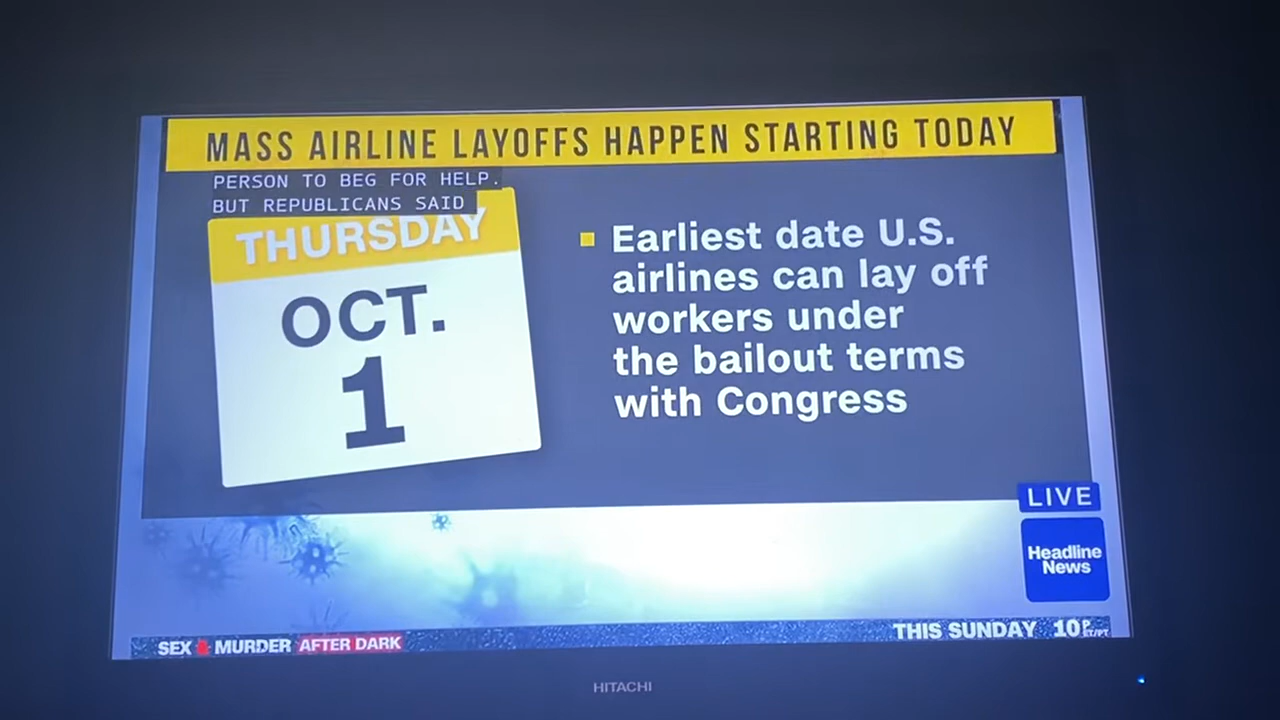 MASS AIRLINE LAYOFFS HAPPEN STARTING TODAY
PERSON TO BEG FOR HELP.
BUT REPUBLICANS SAID
THURSDAY
OCT.
1
Earliest date U.S.
airlines can lay off
workers under
the bailout terms
with Congress
LIVE
Headline
News
SEX & MURDER AFTER DARK
THIS SUNDAY 10P ET/PT
HITACHI